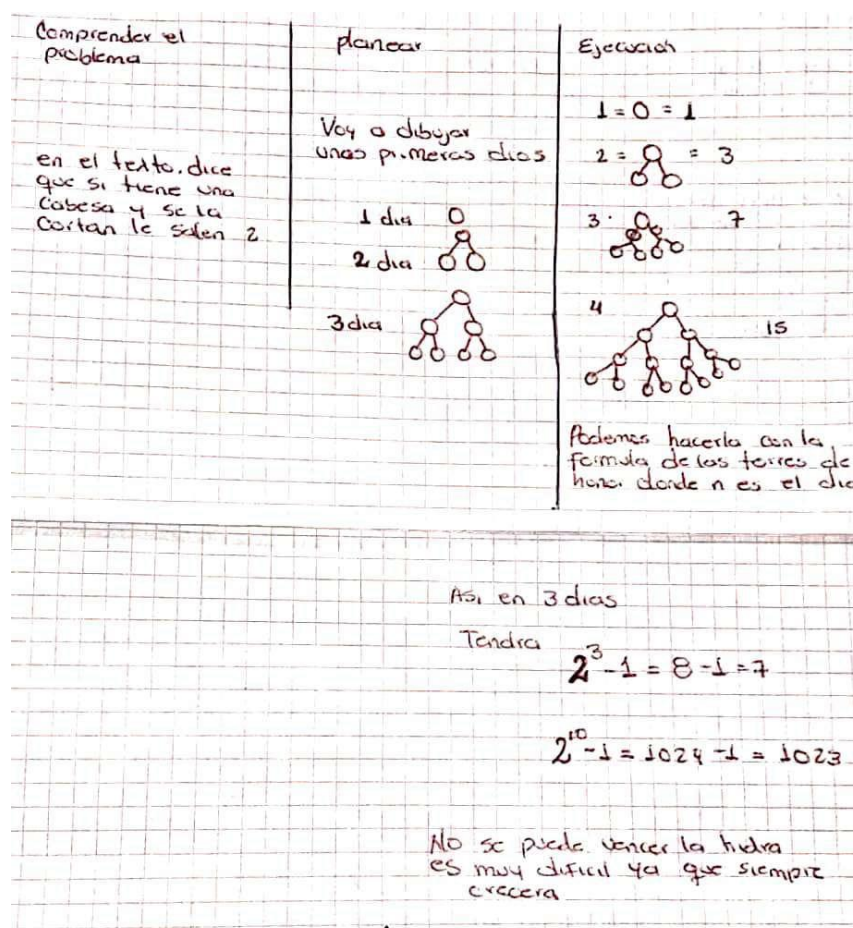 Comprender el
problema
en el texto. dice
que si tiene una
cabesa y se la
cortan le salen 2
planear
Voy a dibujar
unos primeros dias
1 dia
2 dia
3 dia
Ejecucion
1 = 0 = 1
2 = = 3
3. 7
4 15
Podemos hacerla con la
formula de las torres de
hanoi donde n es el dia
Asi en 3 dias
Tendra
2³-1 = 8-1 = 7
2¹⁰-1 = 1024 -1 = 1023
No se puede vencer la hidra
es muy dificil ya que siempre
crecera